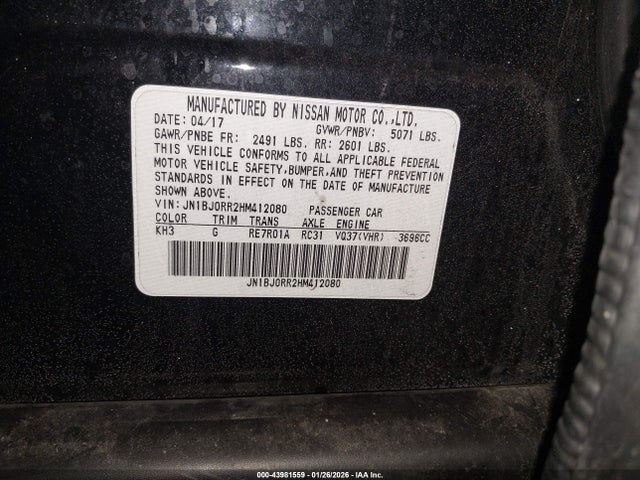 MANUFACTURED BY NISSAN MOTOR CO.,LTD.
DATE: 04/17 GVWR/PNBV: 5071 LBS.
GAWR/PNBE FR: 2491 LBS. RR: 2601 LBS.
THIS VEHICLE CONFORMS TO ALL APPLICABLE FEDERAL
MOTOR VEHICLE SAFETY,BUMPER,AND THEFT PREVENTION
STANDARDS IN EFFECT ON THE DATE OF MANUFACTURE
SHOWN ABOVE.
VIN: JN1BJ0RR2HM412080 PASSENGER CAR
COLOR TRIM TRANS AXLE ENGINE
KH3 G RE7R01A RC31 VQ37(VHR) 3696CC
JN1BJ0RR2HM412080
000-43981559 | 01/26/2026 | IAA Inc.